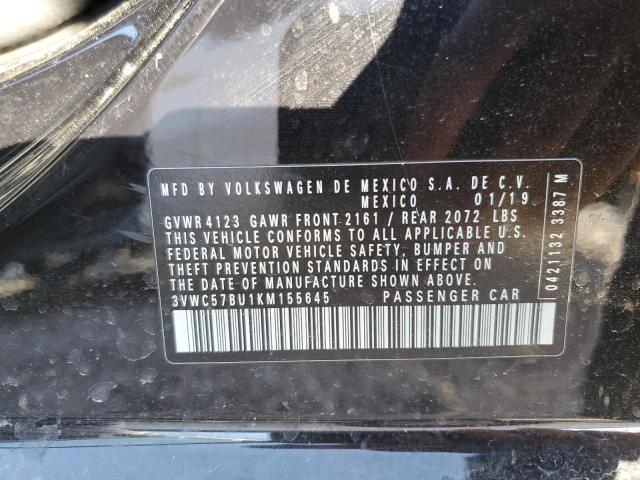 MFD BY VOLKSWAGEN DE MEXICO S.A. DE C.V.
MEXICO 01/19
GVWR 4123 GAWR FRONT 2161 / REAR 2072 LBS
THIS VEHICLE CONFORMS TO ALL APPLICABLE U.S.
FEDERAL MOTOR VEHICLE SAFETY, BUMPER AND
THEFT PREVENTION STANDARDS IN EFFECT ON
THE DATE OF MANUFACTURE SHOWN ABOVE.
3VWC57BU1KM155645 PASSENGER CAR
0421132 3387 M